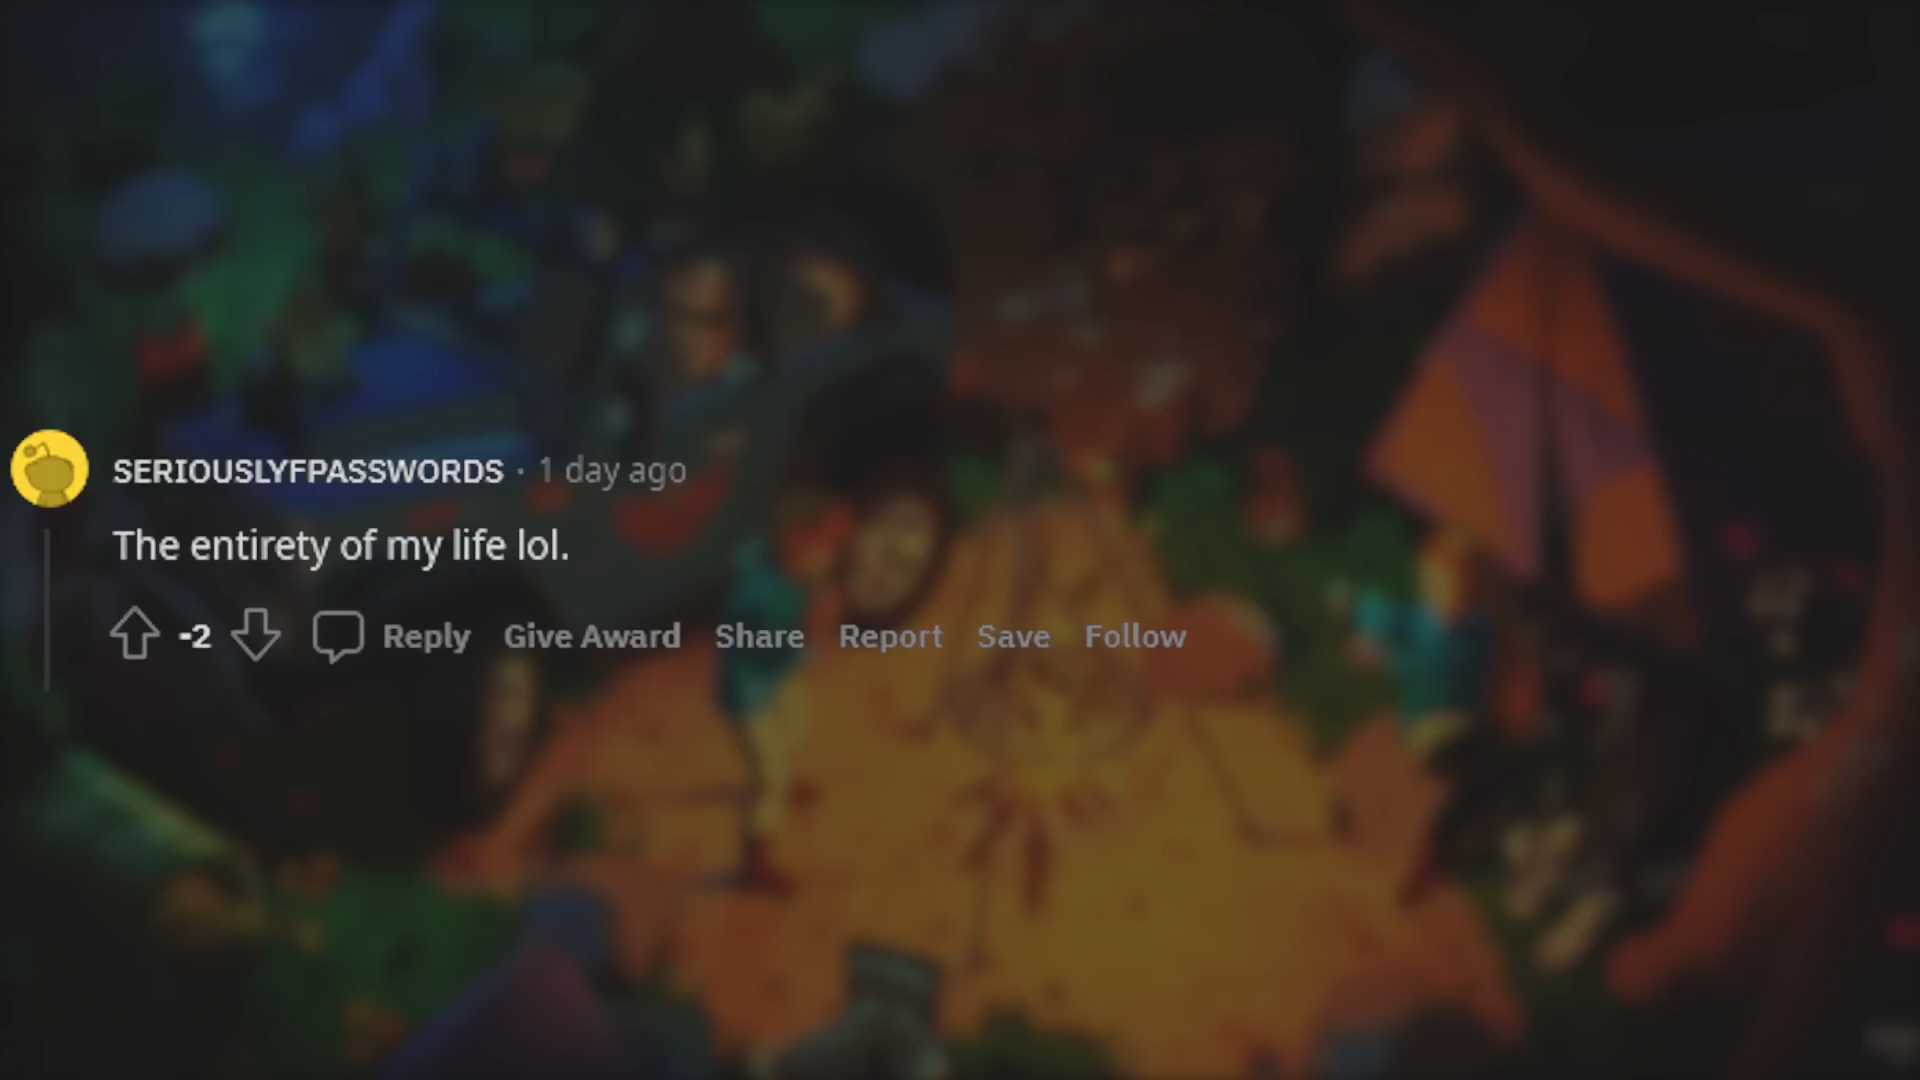 SERIOUSLYFPASSWORDS · 1 day ago
The entirety of my life lol.
-2 Reply Give Award Share Report Save Follow